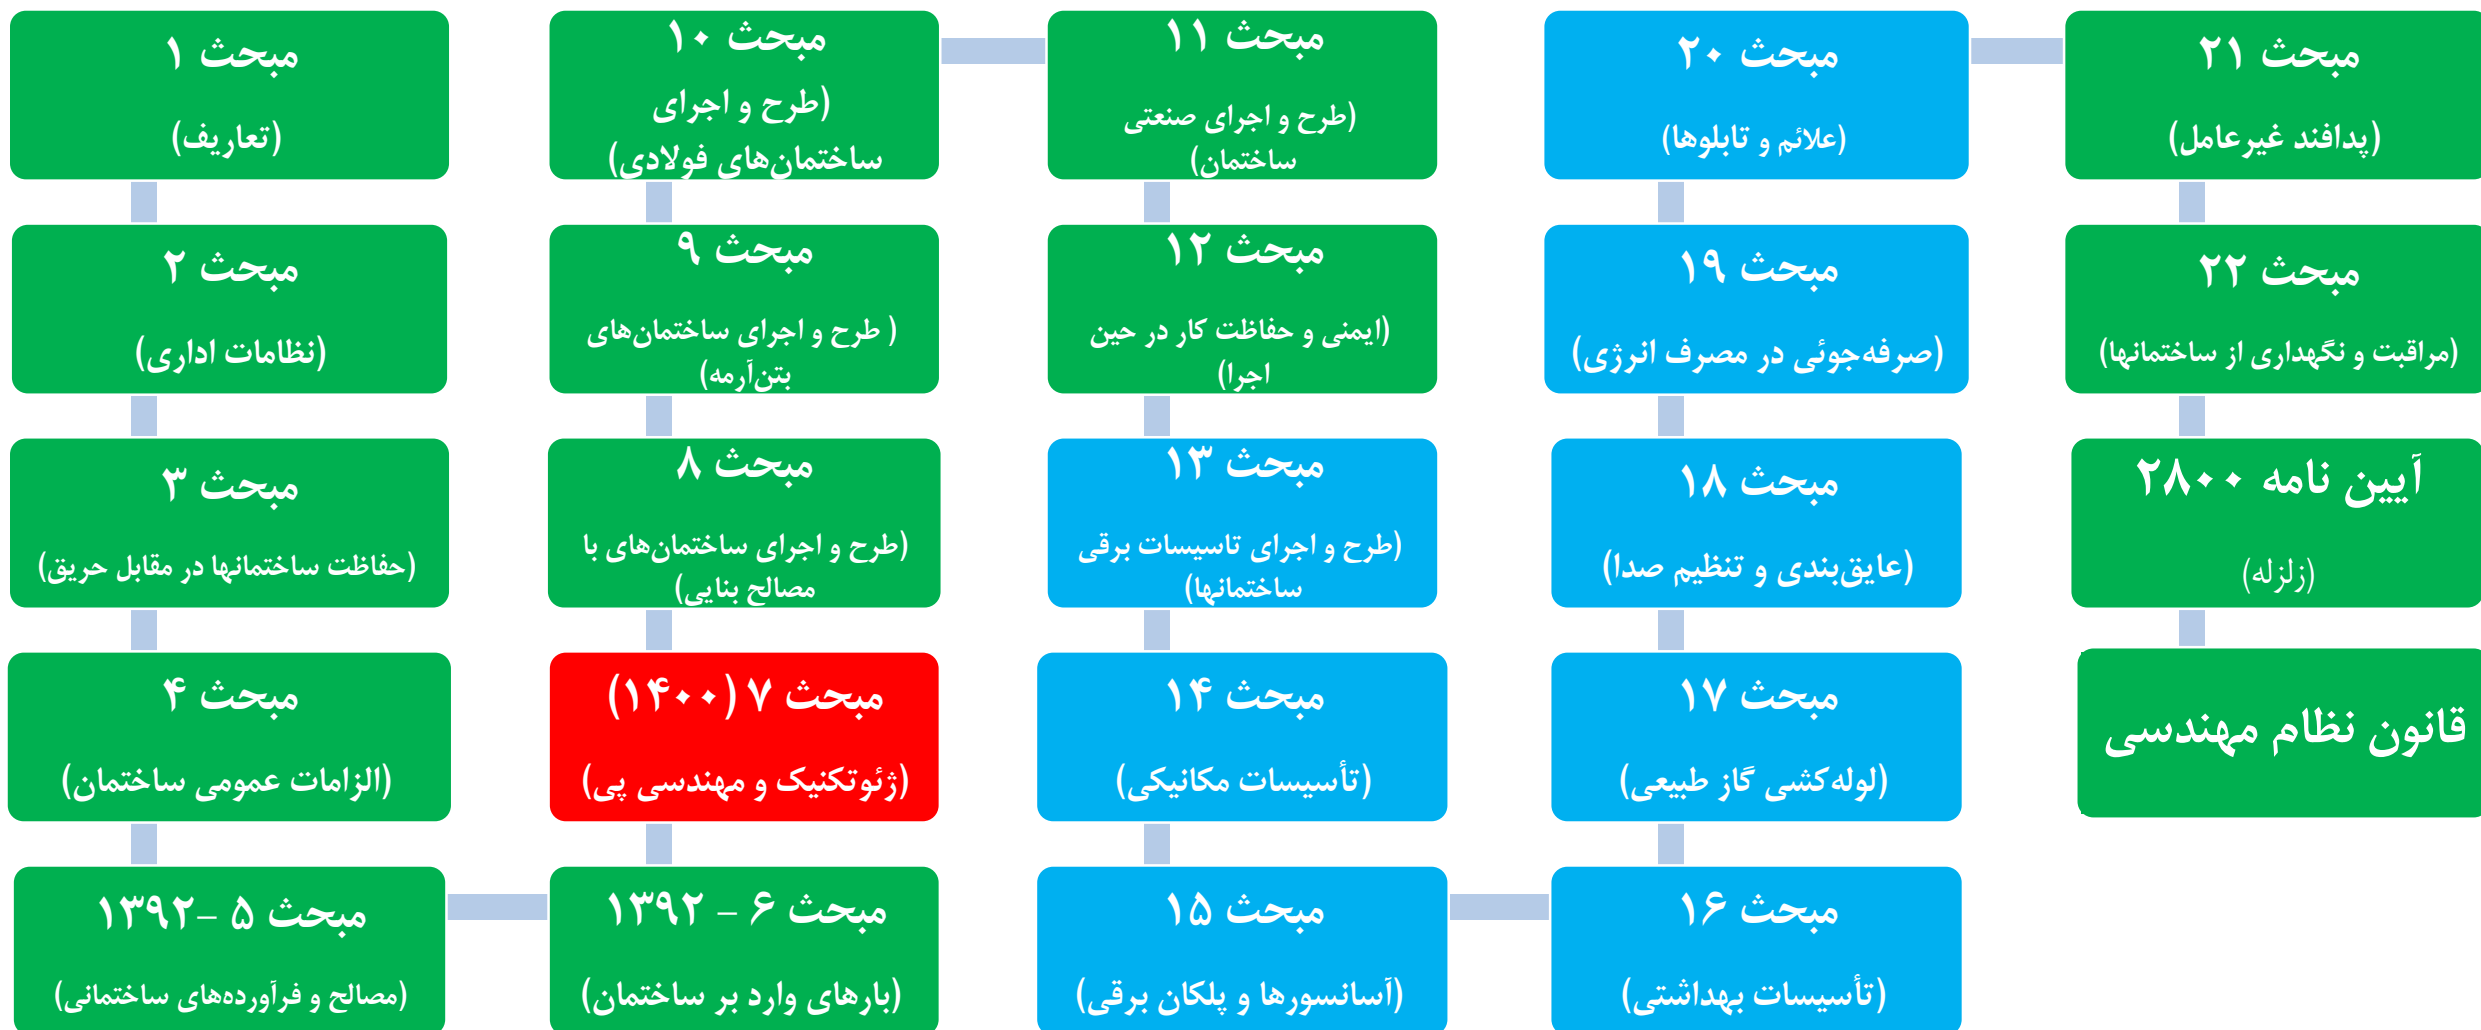 مبحث ۱
(تعاریف)
مبحث ۲
(نظامات اداری)
مبحث ۳
(حفاظت ساختمانها در مقابل حریق)
مبحث ۴
(الزامات عمومی ساختمان)
مبحث ۵ -۱۳۹۲
(مصالح و فرآورده‌های ساختمانی)
مبحث ۶ - ۱۳۹۲
(بارهای وارد بر ساختمان)
مبحث ۷ (۱۴۰۰)
(ژئوتکنیک و مهندسی پی)
مبحث ۸
(طرح و اجرای ساختمان‌های با
مصالح بنایی)
مبحث ۹
( طرح و اجرای ساختمان‌های
بتن‌آرمه)
مبحث ۱۰
(طرح و اجرای
ساختمان‌های فولادی)
مبحث ۱۱
(طرح و اجرای صنعتی
ساختمان)
مبحث ۱۲
(ایمنی و حفاظت کار در حین
اجرا)
مبحث ۱۳
(طرح و اجرای تاسیسات برقی
ساختمانها)
مبحث ۱۴
(تأسیسات مکانیکی)
مبحث ۱۵
(آسانسورها و پلکان برقی)
مبحث ۱۶
(تأسیسات بهداشتی)
مبحث ۱۷
(لوله‌کشی گاز طبیعی)
مبحث ۱۸
(عایق‌بندی و تنظیم صدا)
مبحث ۱۹
(صرفه‌جوئی در مصرف انرژی)
مبحث ۲۰
(علائم و تابلوها)
مبحث ۲۱
(پدافند غیرعامل)
مبحث ۲۲
(مراقبت و نگهداری از ساختمانها)
آیین نامه ۲۸۰۰
(زلزله)
قانون نظام مهندسی